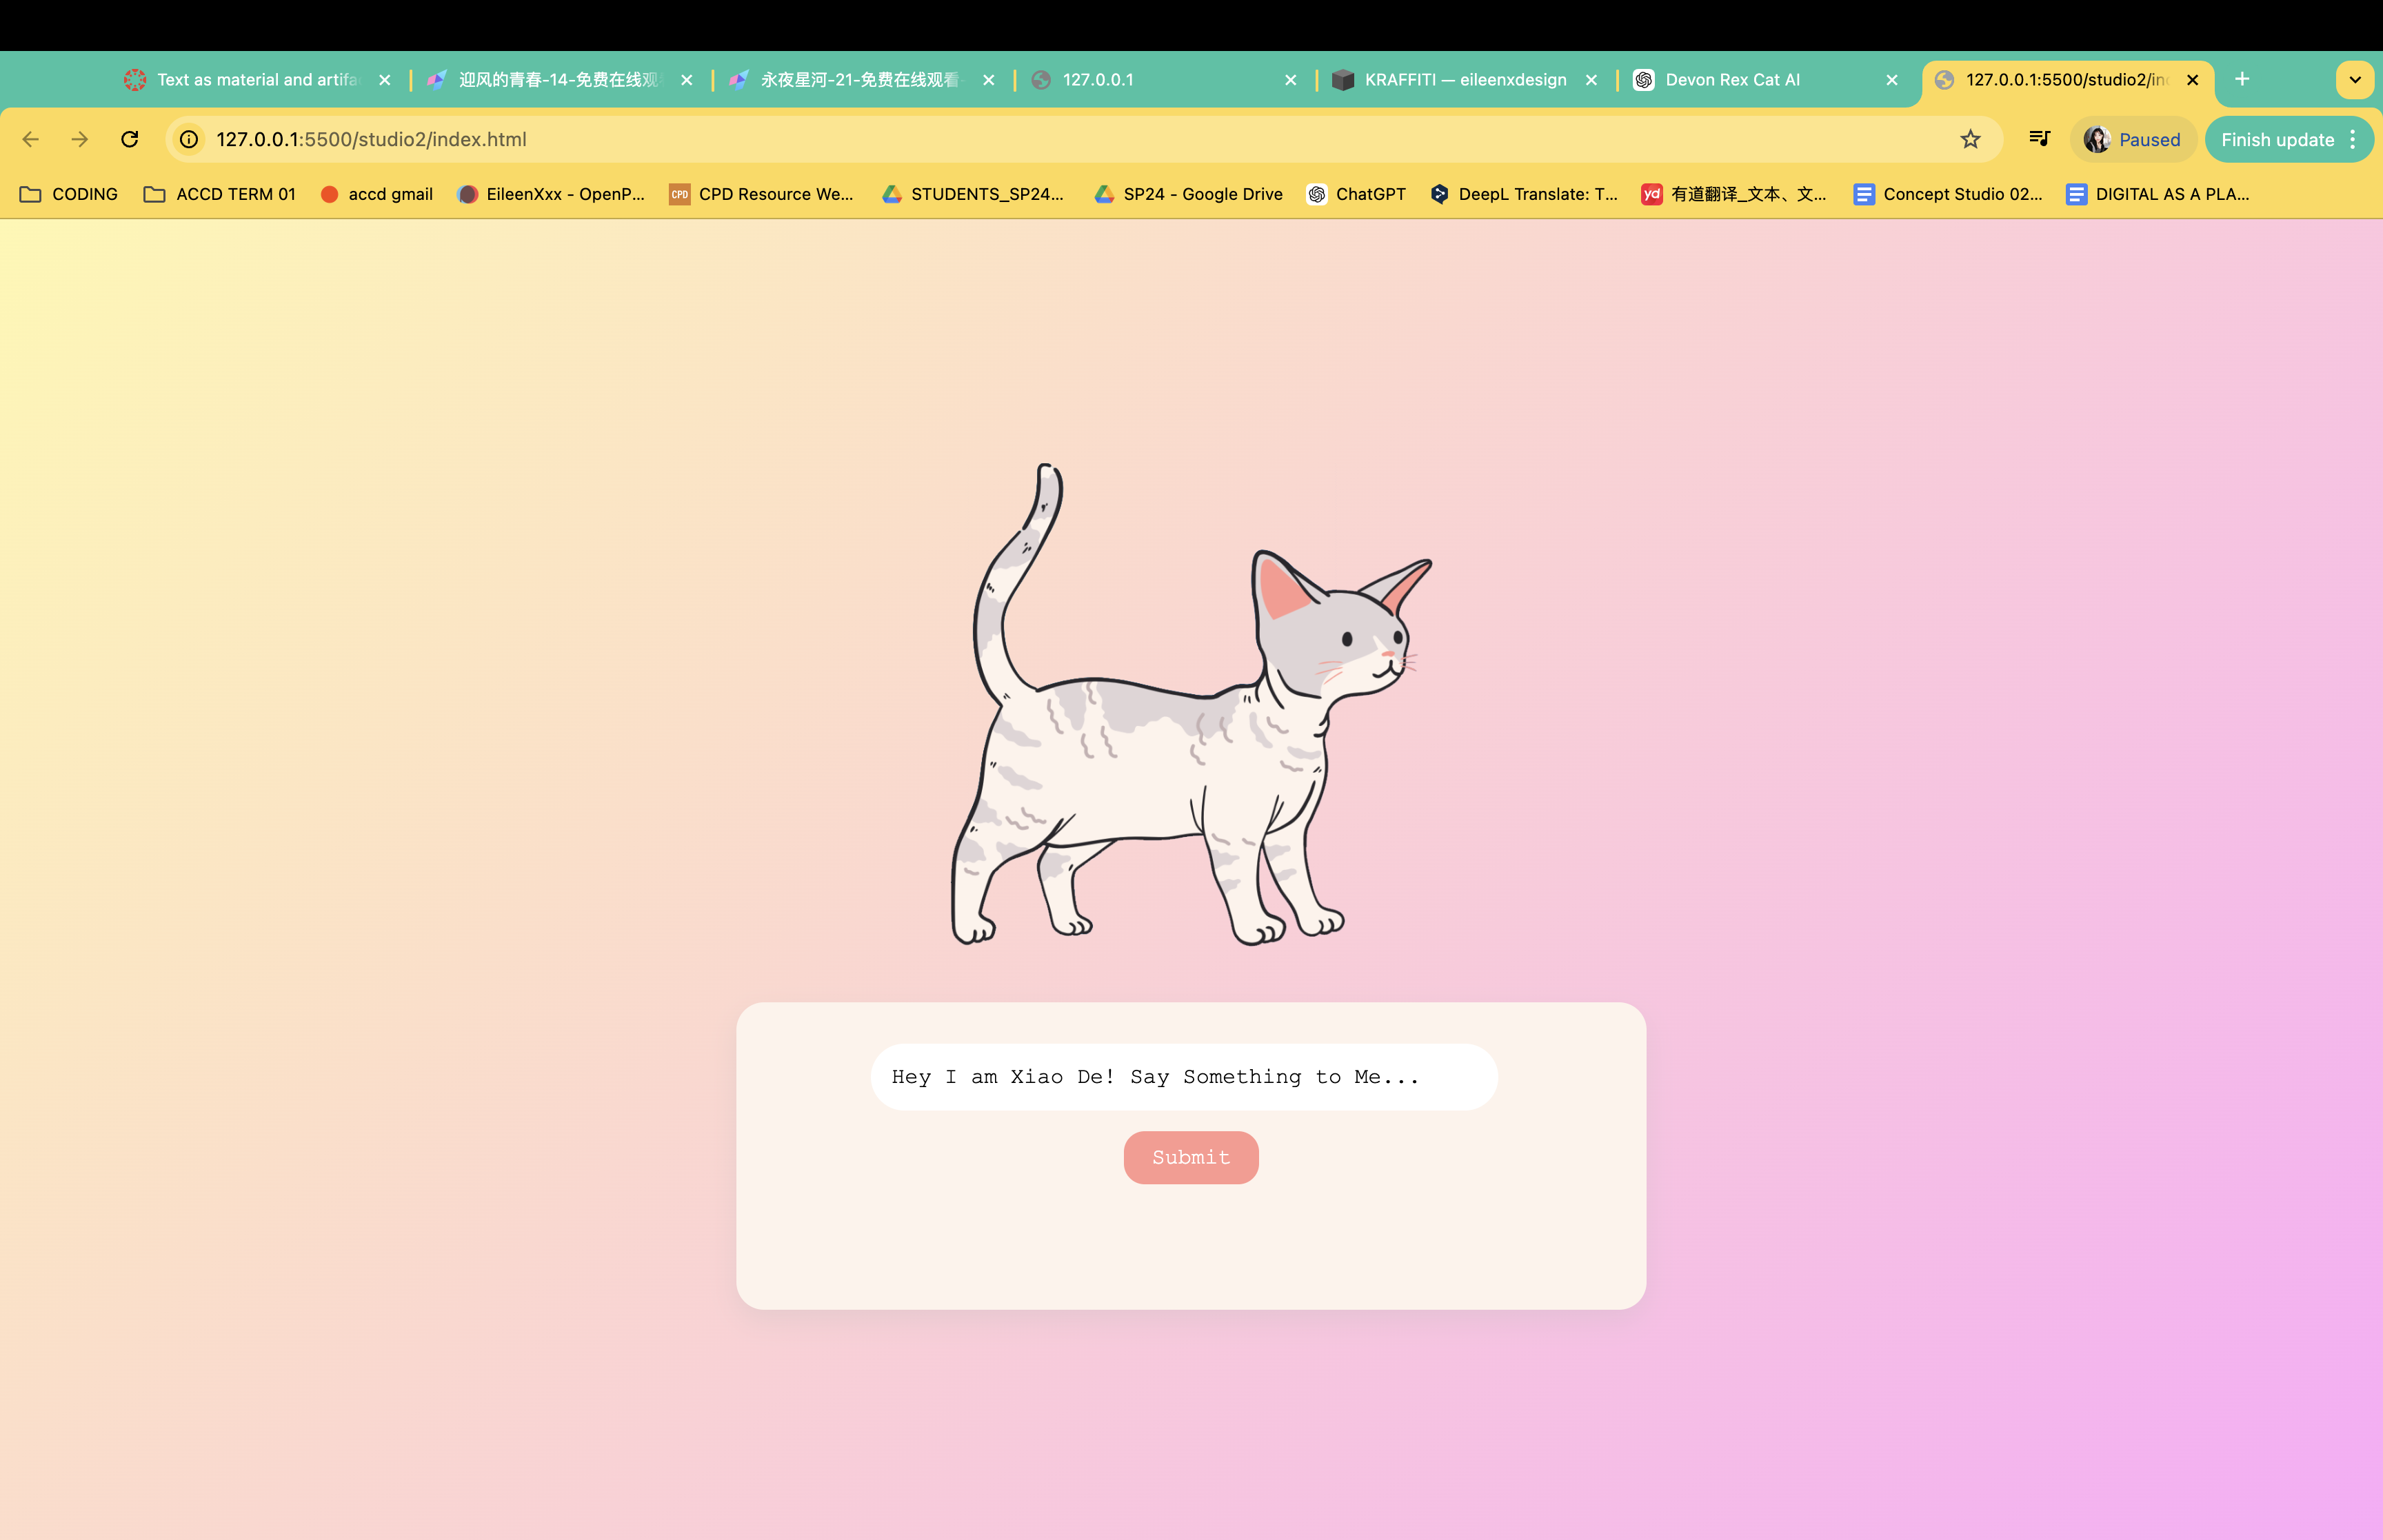 Text as material and artifa
迎风的青春-14-免费在线观
永夜星河-21-免费在线观看-
127.0.0.1
KRAFFITI — eileenxdesign
Devon Rex Cat AI
127.0.0.1:5500/studio2/in
127.0.0.1:5500/studio2/index.html
Paused
Finish update
CODING
ACCD TERM 01
accd gmail
EileenXxx - OpenP...
CPD
CPD Resource We...
STUDENTS_SP24...
SP24 - Google Drive
ChatGPT
DeepL Translate: T...
yd
有道翻译_文本、文...
Concept Studio 02...
DIGITAL AS A PLA...
Hey I am Xiao De! Say Something to Me...
Submit